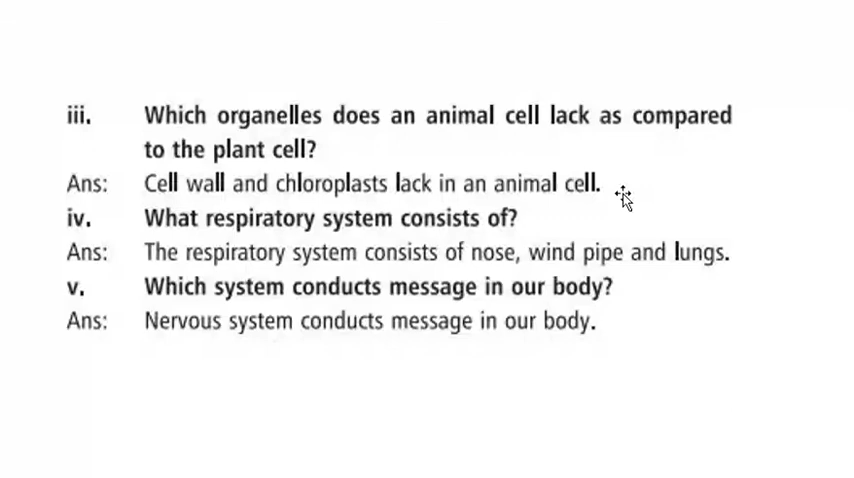 iii. Which organelles does an animal cell lack as compared
to the plant cell?
Ans: Cell wall and chloroplasts lack in an animal cell.
iv. What respiratory system consists of?
Ans: The respiratory system consists of nose, wind pipe and lungs.
v. Which system conducts message in our body?
Ans: Nervous system conducts message in our body.